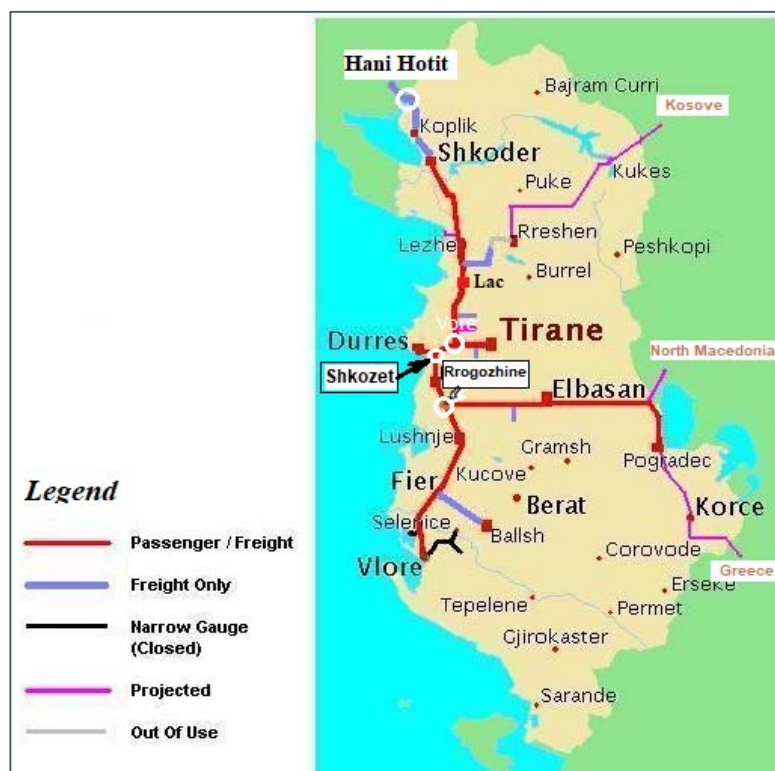 Hani Hotit
Bajram Curri
Kosove
Koplik
Shkoder
Kukes
Puke
Lezhe
Rreshen
Peshkopi
Burrel
Lac
Vore
Tirane
Durres
North Macedonia
Shkozet
Rrogozhine
Elbasan
Lushnje
Gramsh
Pogradec
Kucove
Fier
Berat
Korce
Selenice
Ballsh
Vlore
Corovode
Greece
Erseke
Tepelene
Permet
Gjirokaster
Sarande
Legend
Passenger / Freight
Freight Only
Narrow Gauge
(Closed)
Projected
Out Of Use